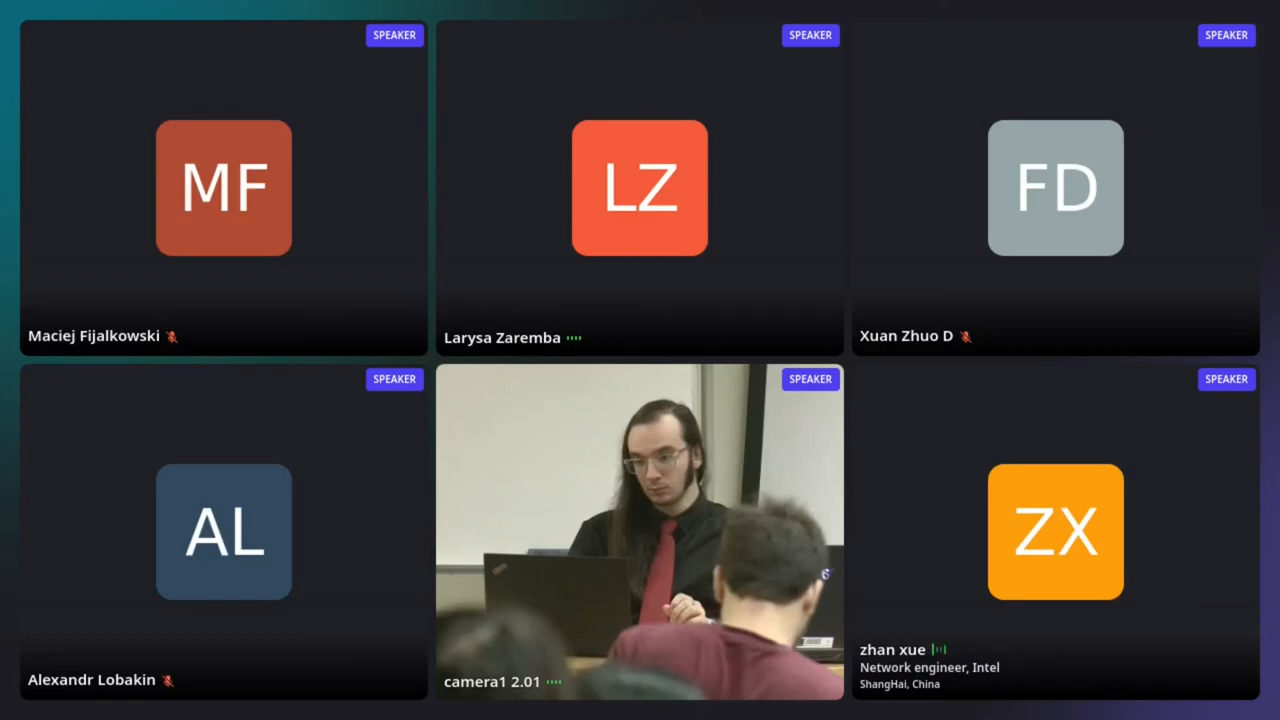 SPEAKER
MF
Maciej Fijalkowski
SPEAKER
LZ
Larysa Zaremba
SPEAKER
FD
Xuan Zhuo D
SPEAKER
AL
Alexandr Lobakin
SPEAKER
camera1 2.01
SPEAKER
ZX
zhan xue
Network engineer, Intel
ShangHai, China